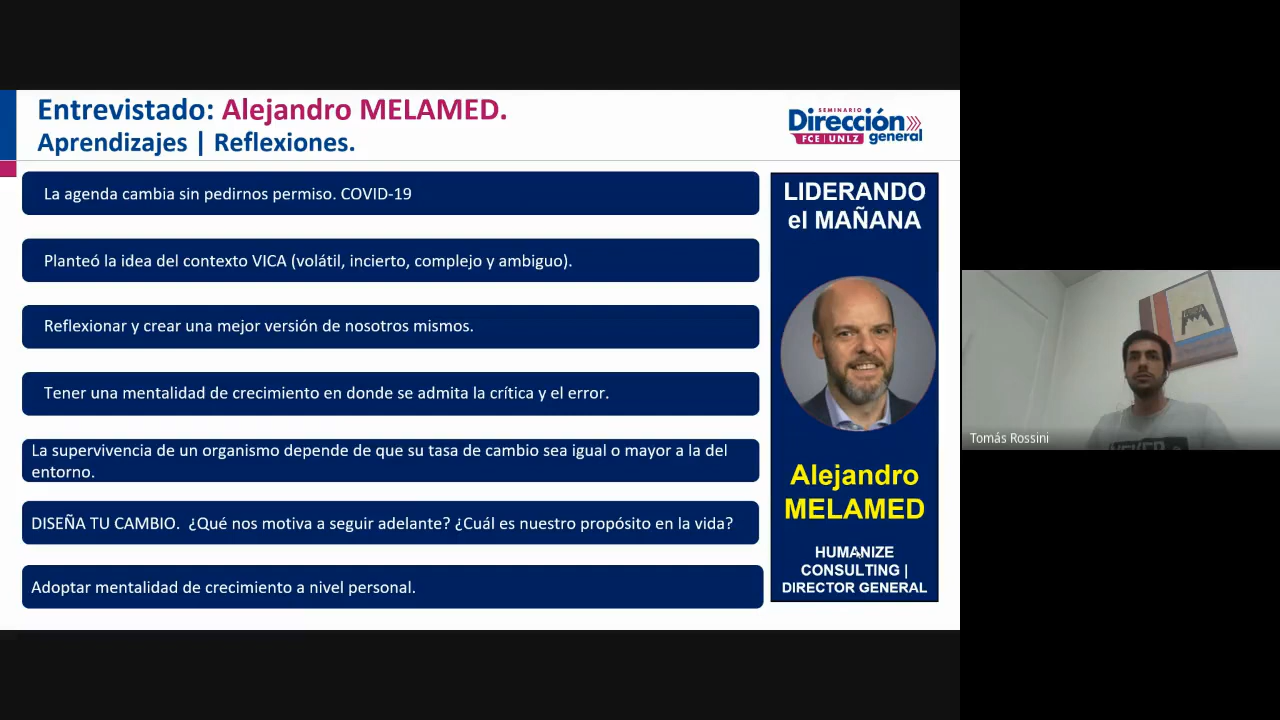 Entrevistado: Alejandro MELAMED.
Aprendizajes | Reflexiones.
SEMINARIO
Dirección
general
FCE | UNLZ
La agenda cambia sin pedirnos permiso. COVID-19
Planteó la idea del contexto VICA (volátil, incierto, complejo y ambiguo).
Reflexionar y crear una mejor versión de nosotros mismos.
Tener una mentalidad de crecimiento en donde se admita la crítica y el error.
La supervivencia de un organismo depende de que su tasa de cambio sea igual o mayor a la del
entorno.
DISEÑA TU CAMBIO.  ¿Qué nos motiva a seguir adelante? ¿Cuál es nuestro propósito en la vida?
Adoptar mentalidad de crecimiento a nivel personal.
LIDERANDO
el MAÑANA
Alejandro
MELAMED
HUMANIZE
CONSULTING |
DIRECTOR GENERAL
Tomás Rossini